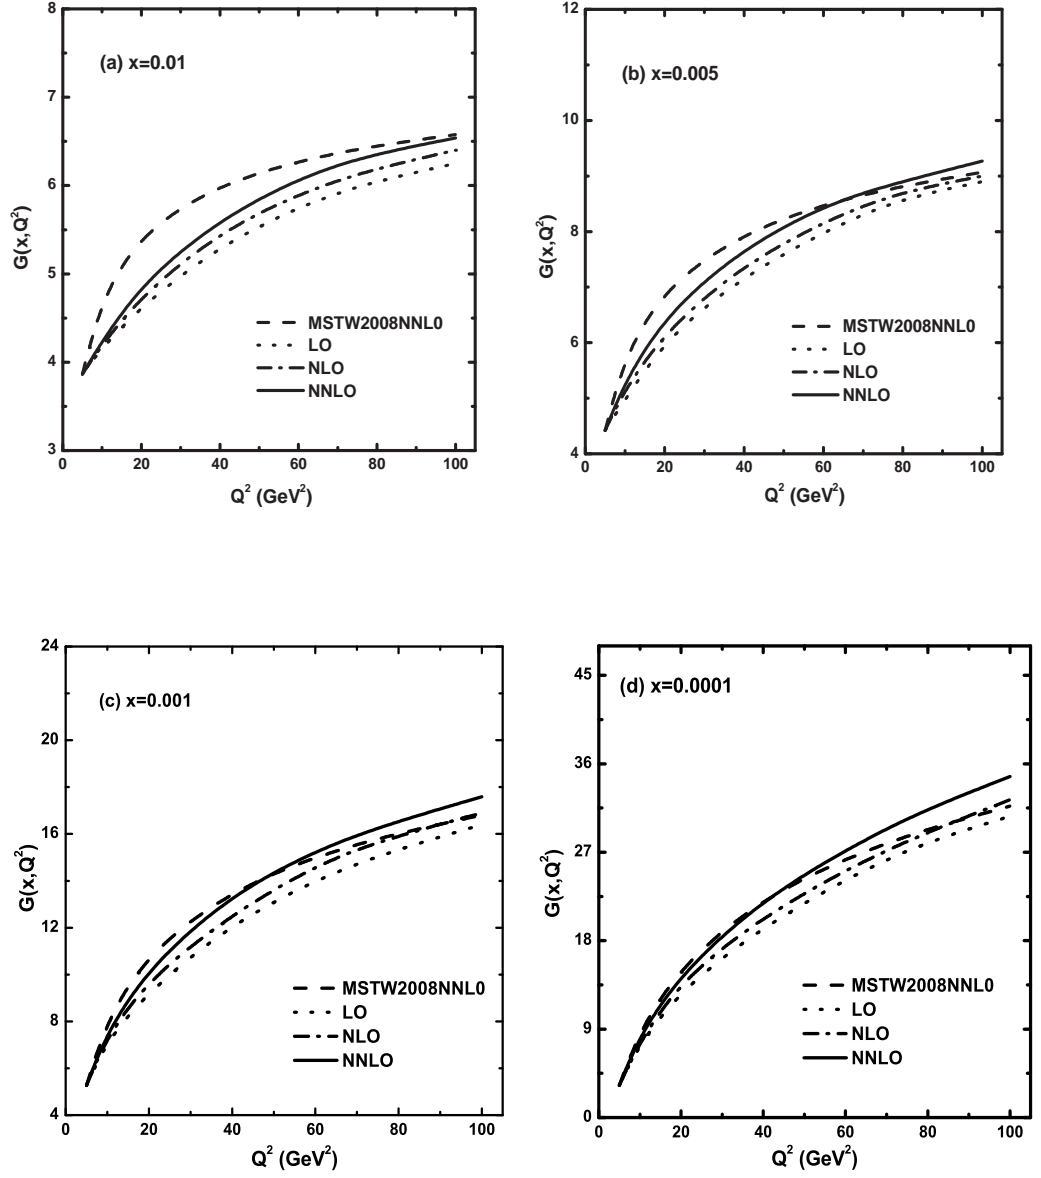 (a) x=0.01
G(x,Q²)
8
7
6
5
4
3
MSTW2008NNL0
LO
NLO
NNLO
0 20 40 60 80 100
Q² (GeV²)
(b) x=0.005
G(x,Q²)
12
10
8
6
4
MSTW2008NNL0
LO
NLO
NNLO
0 20 40 60 80 100
Q² (GeV²)
(c) x=0.001
G(x,Q²)
24
20
16
12
8
4
MSTW2008NNL0
LO
NLO
NNLO
0 20 40 60 80 100
Q² (GeV²)
(d) x=0.0001
G(x,Q²)
45
36
27
18
9
0
MSTW2008NNL0
LO
NLO
NNLO
0 20 40 60 80 100
Q² (GeV²)